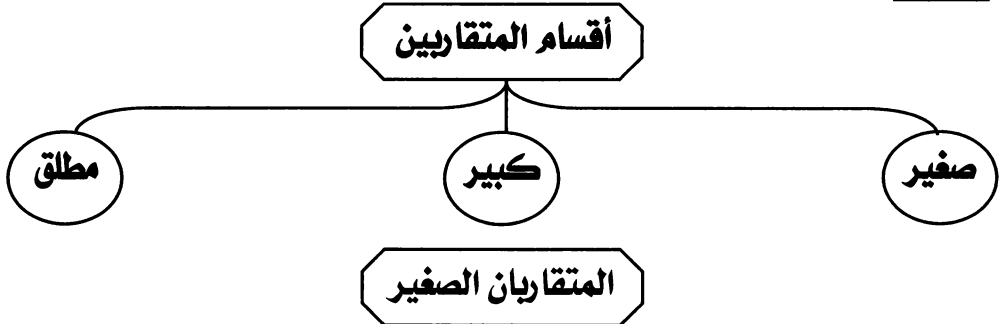 أقسام المتقاربين
صغير
كبير
مطلق
المتقاربان الصغير